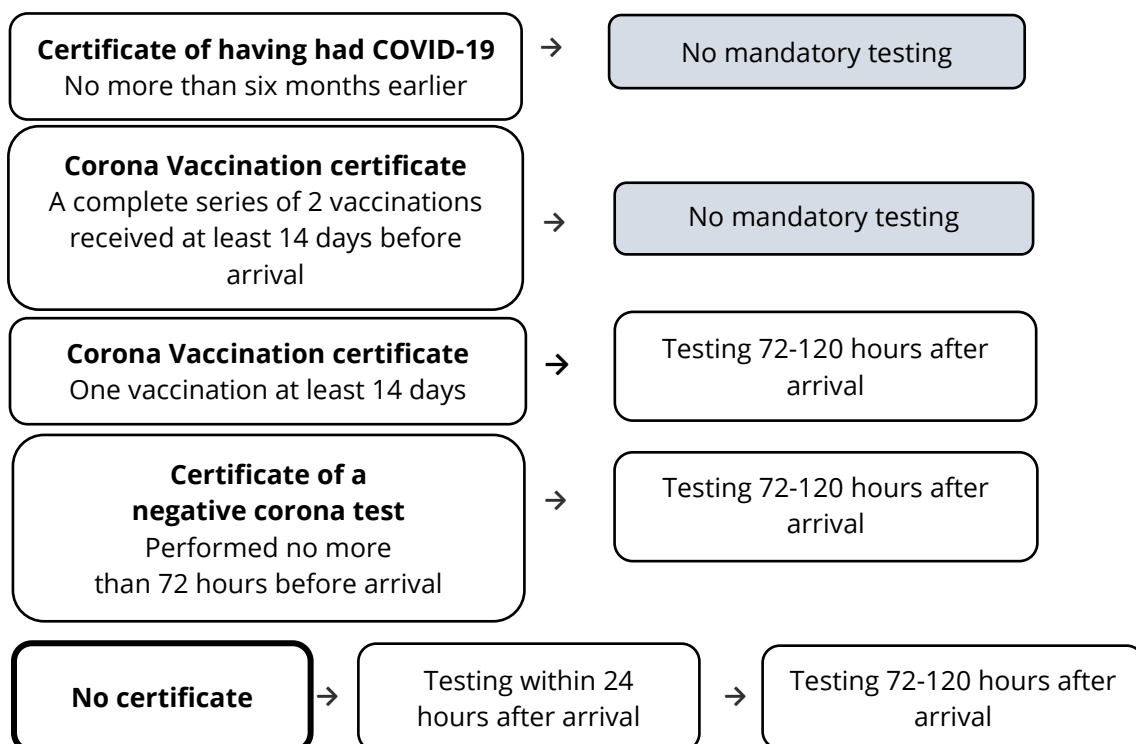 Certificate of having had COVID-19
No more than six months earlier
→
No mandatory testing
Corona Vaccination certificate
A complete series of 2 vaccinations
received at least 14 days before
arrival
→
No mandatory testing
Corona Vaccination certificate
One vaccination at least 14 days
→
Testing 72-120 hours after
arrival
Certificate of a
negative corona test
Performed no more
than 72 hours before arrival
→
Testing 72-120 hours after
arrival
No certificate
→
Testing within 24
hours after arrival
→
Testing 72-120 hours after
arrival